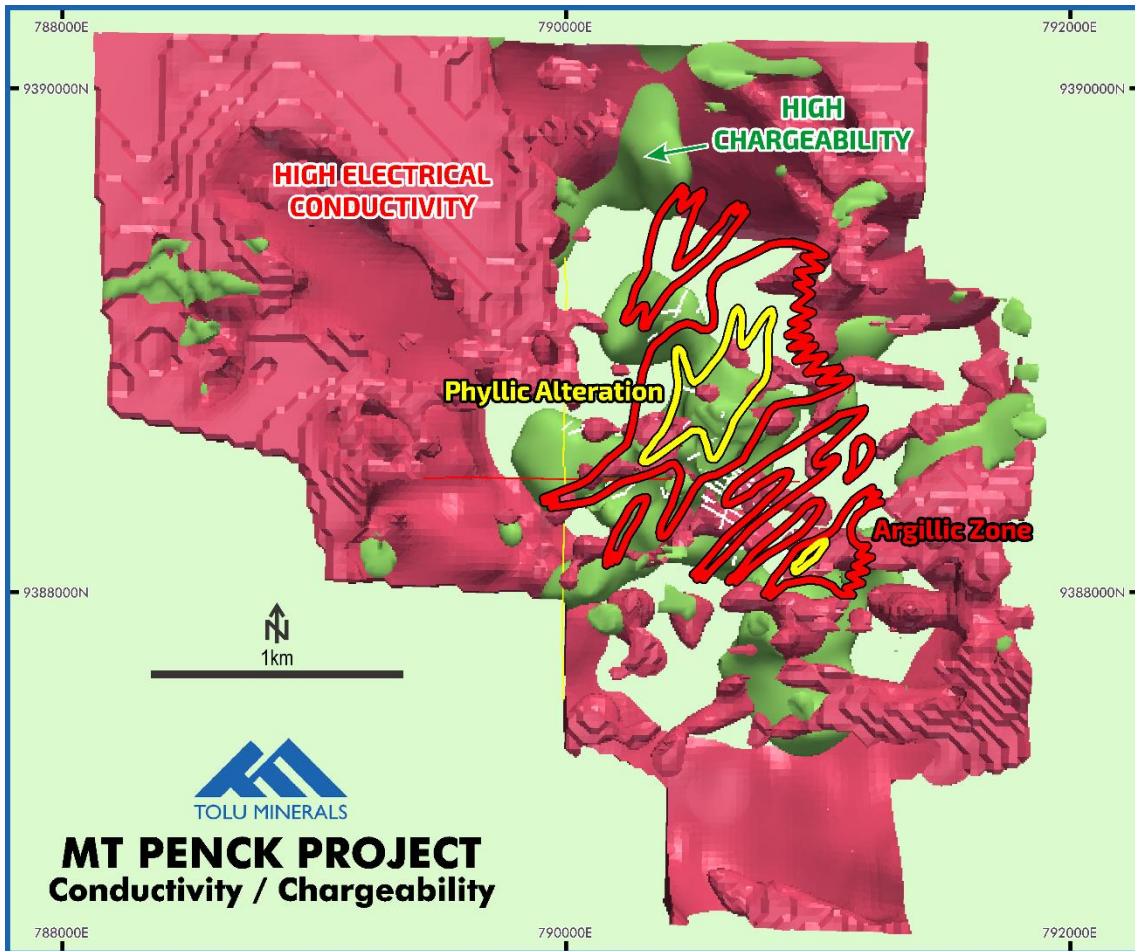 788000E
790000E
792000E
9390000N
9390000N
HIGH
CHARGEABILITY
HIGH ELECTRICAL
CONDUCTIVITY
Phyllic Alteration
Argillic Zone
9388000N
9388000N
N
1km
TOLU MINERALS
MT PENCK PROJECT
Conductivity / Chargeability
788000E
790000E
792000E